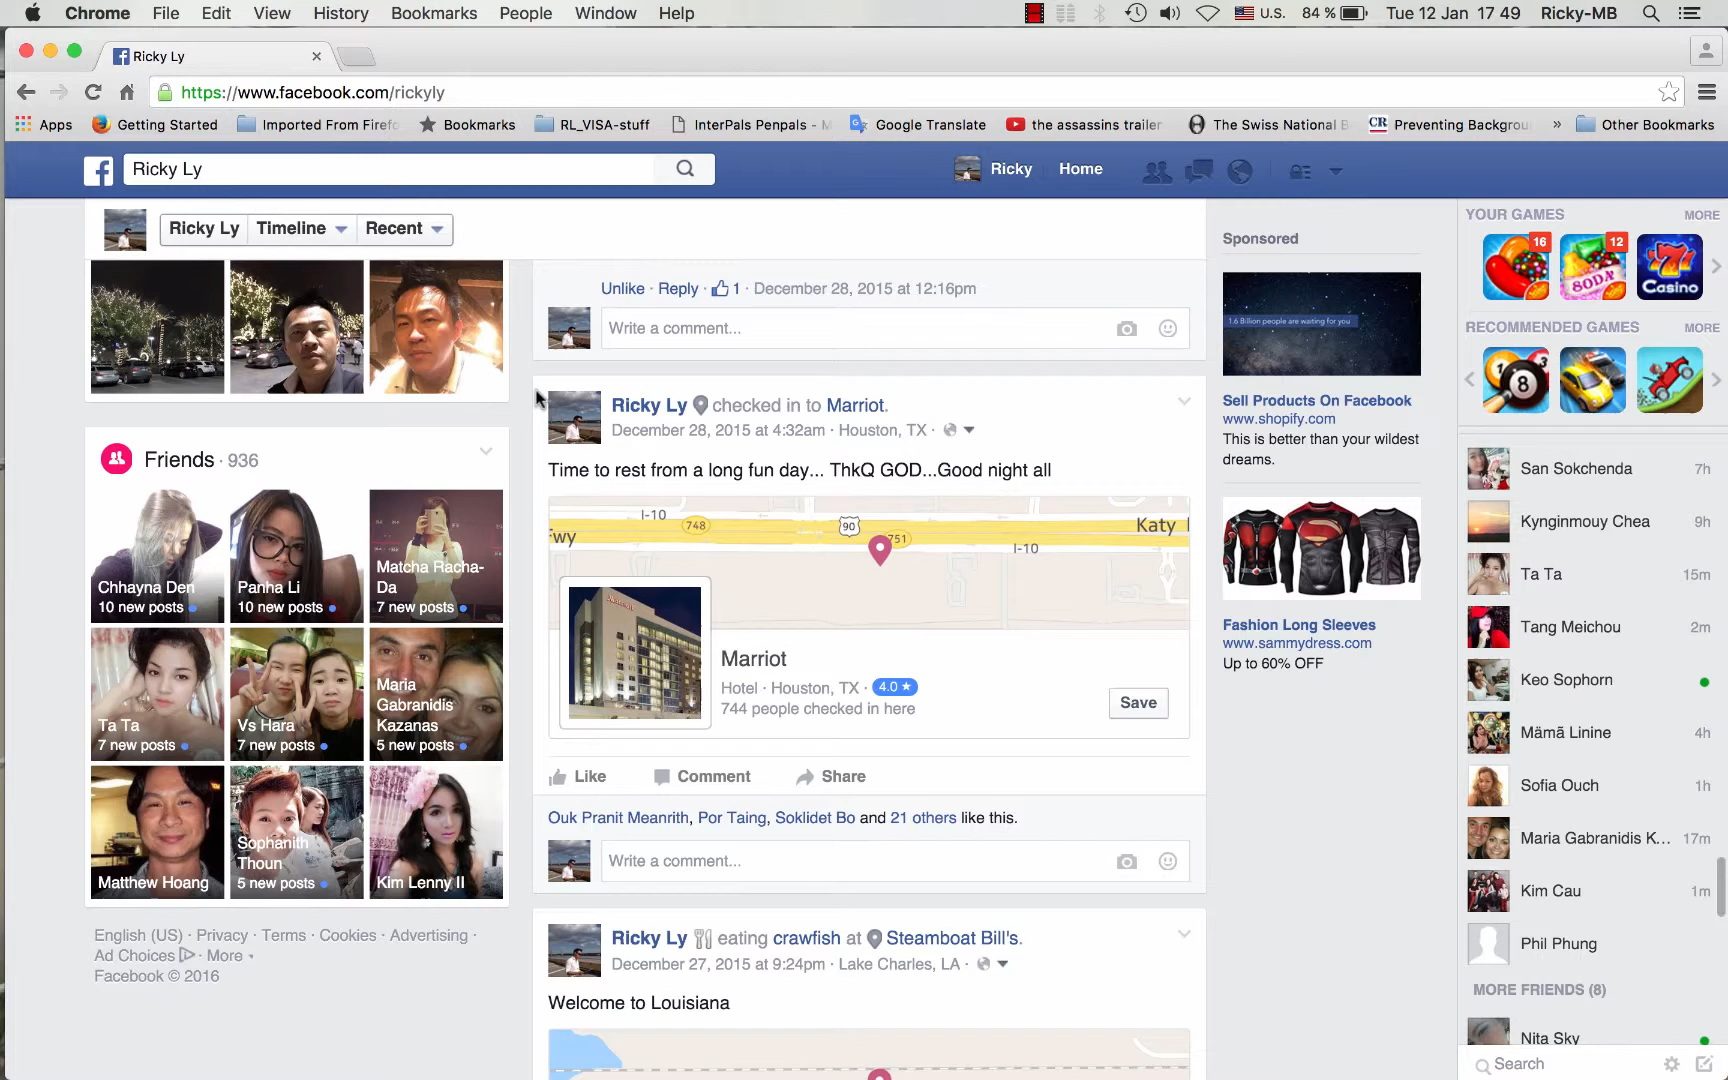 Chrome File Edit View History Bookmarks People Window Help U.S. 84 % Tue 12 Jan 17 49 Ricky-MB
Ricky Ly
https://www.facebook.com/rickyly
Apps Getting Started Imported From Firefo Bookmarks RL_VISA-stuff InterPals Penpals - M Google Translate the assassins trailer The Swiss National B CR Preventing Backgrou » Other Bookmarks
Ricky Ly Ricky Home
Ricky Ly Timeline Recent
Unlike · Reply · 1 · December 28, 2015 at 12:16pm
Write a comment...
Friends · 936
Chhayna Den
10 new posts
Panha Li
10 new posts
Matcha Racha-
Da
7 new posts
Ta Ta
7 new posts
Vs Hara
7 new posts
Maria
Gabranidis
Kazanas
5 new posts
Matthew Hoang
Sophanith
Thoun
5 new posts
Kim Lenny II
English (US) · Privacy · Terms · Cookies · Advertising ·
Ad Choices · More
Facebook © 2016
Ricky Ly checked in to Marriot.
December 28, 2015 at 4:32am · Houston, TX ·
Time to rest from a long fun day... ThkQ GOD...Good night all
I-10
748
90
751
Katy
Fwy
I-10
Marriot
Hotel · Houston, TX · 4.0 ★
744 people checked in here
Save
Like Comment Share
Ouk Pranit Meanrith, Por Taing, Soklidet Bo and 21 others like this.
Write a comment...
Ricky Ly eating crawfish at Steamboat Bill's.
December 27, 2015 at 9:24pm · Lake Charles, LA ·
Welcome to Louisiana
Sponsored
1.6 Billion people are waiting for you
Sell Products On Facebook
www.shopify.com
This is better than your wildest
dreams.
Fashion Long Sleeves
www.sammydress.com
Up to 60% OFF
YOUR GAMES MORE
16
12
SODA
777
Casino
RECOMMENDED GAMES MORE
8
San Sokchenda 7h
Kynginmouy Chea 9h
Ta Ta 15m
Tang Meichou 2m
Keo Sophorn
Mämä Linine 4h
Sofia Ouch 1h
Maria Gabranidis K... 17m
Kim Cau 1m
Phil Phung
MORE FRIENDS (8)
Nita Sky
Search